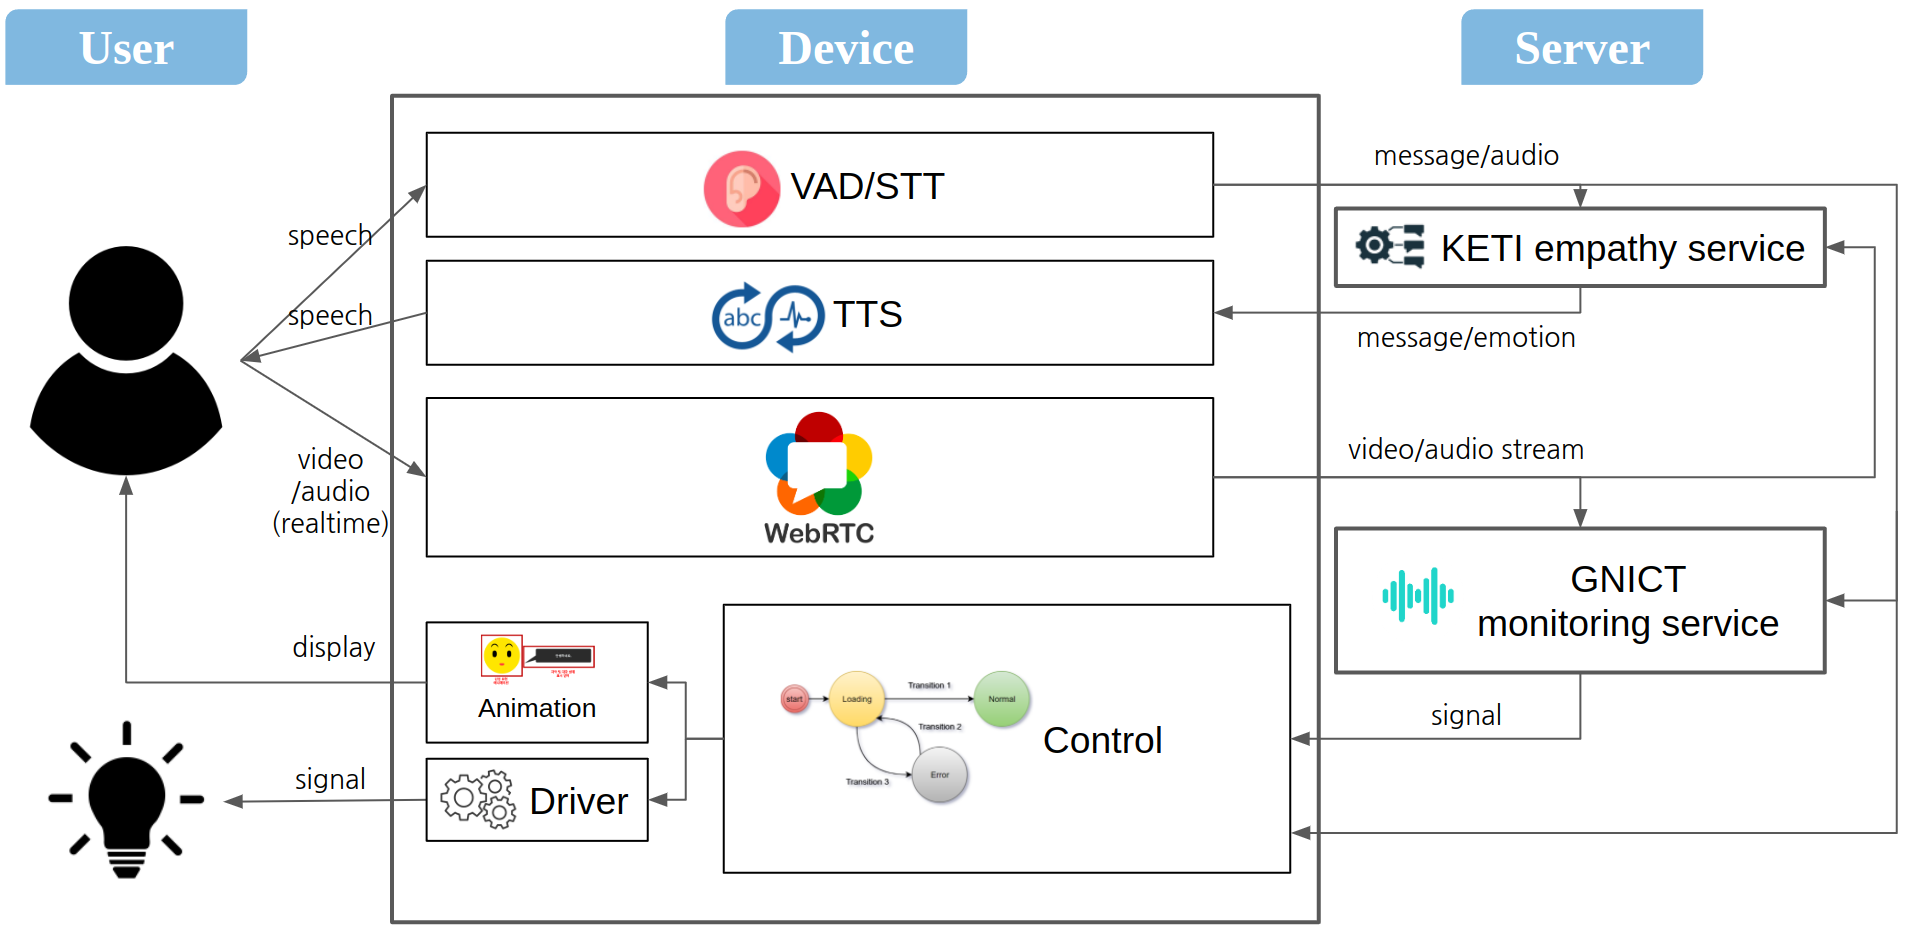 User
Device
Server
speech
speech
video
/audio
(realtime)
display
signal
VAD/STT
abc
TTS
WebRTC
Animation
Driver
start
Loading
Transition 1
Normal
Transition 2
Transition 3
Error
Control
message/audio
KETI empathy service
message/emotion
video/audio stream
GNICT
monitoring service
signal